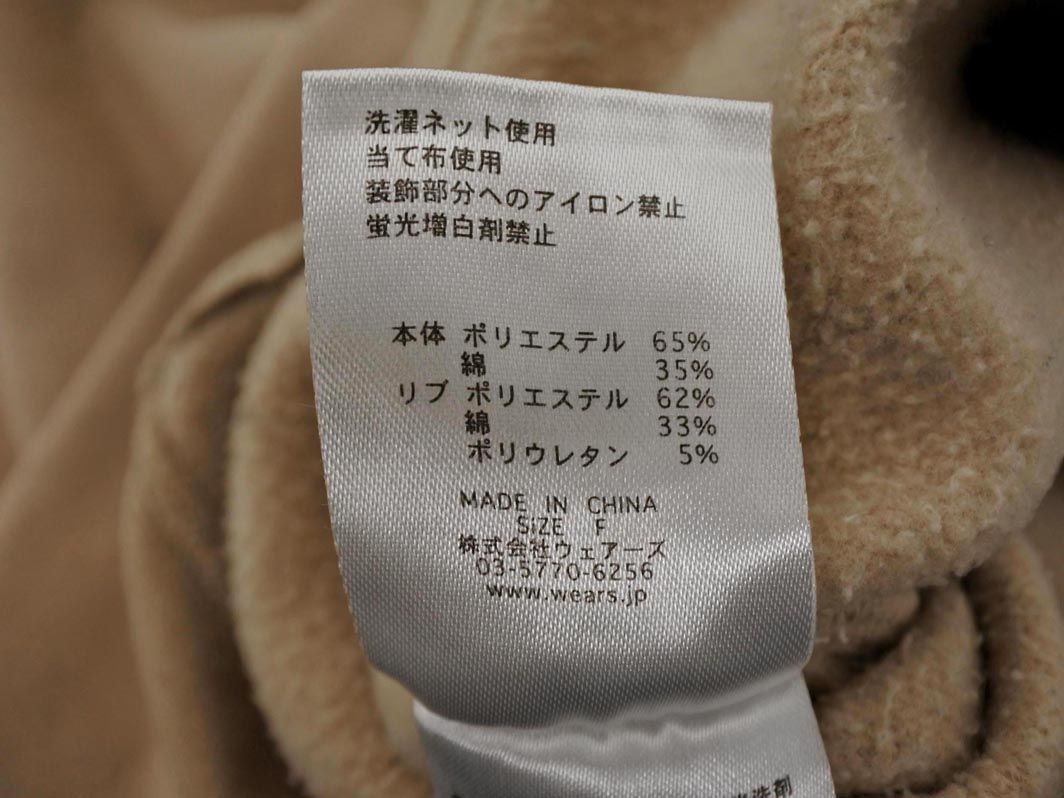 洗濯ネット使用
当て布使用
装飾部分へのアイロン禁止
蛍光増白剤禁止
本体 ポリエステル 65%
綿 35%
リブ ポリエステル 62%
綿 33%
ポリウレタン 5%
MADE IN CHINA
SIZE F
株式会社ウェアーズ
03-5770-6256
www.wears.jp
洗剤